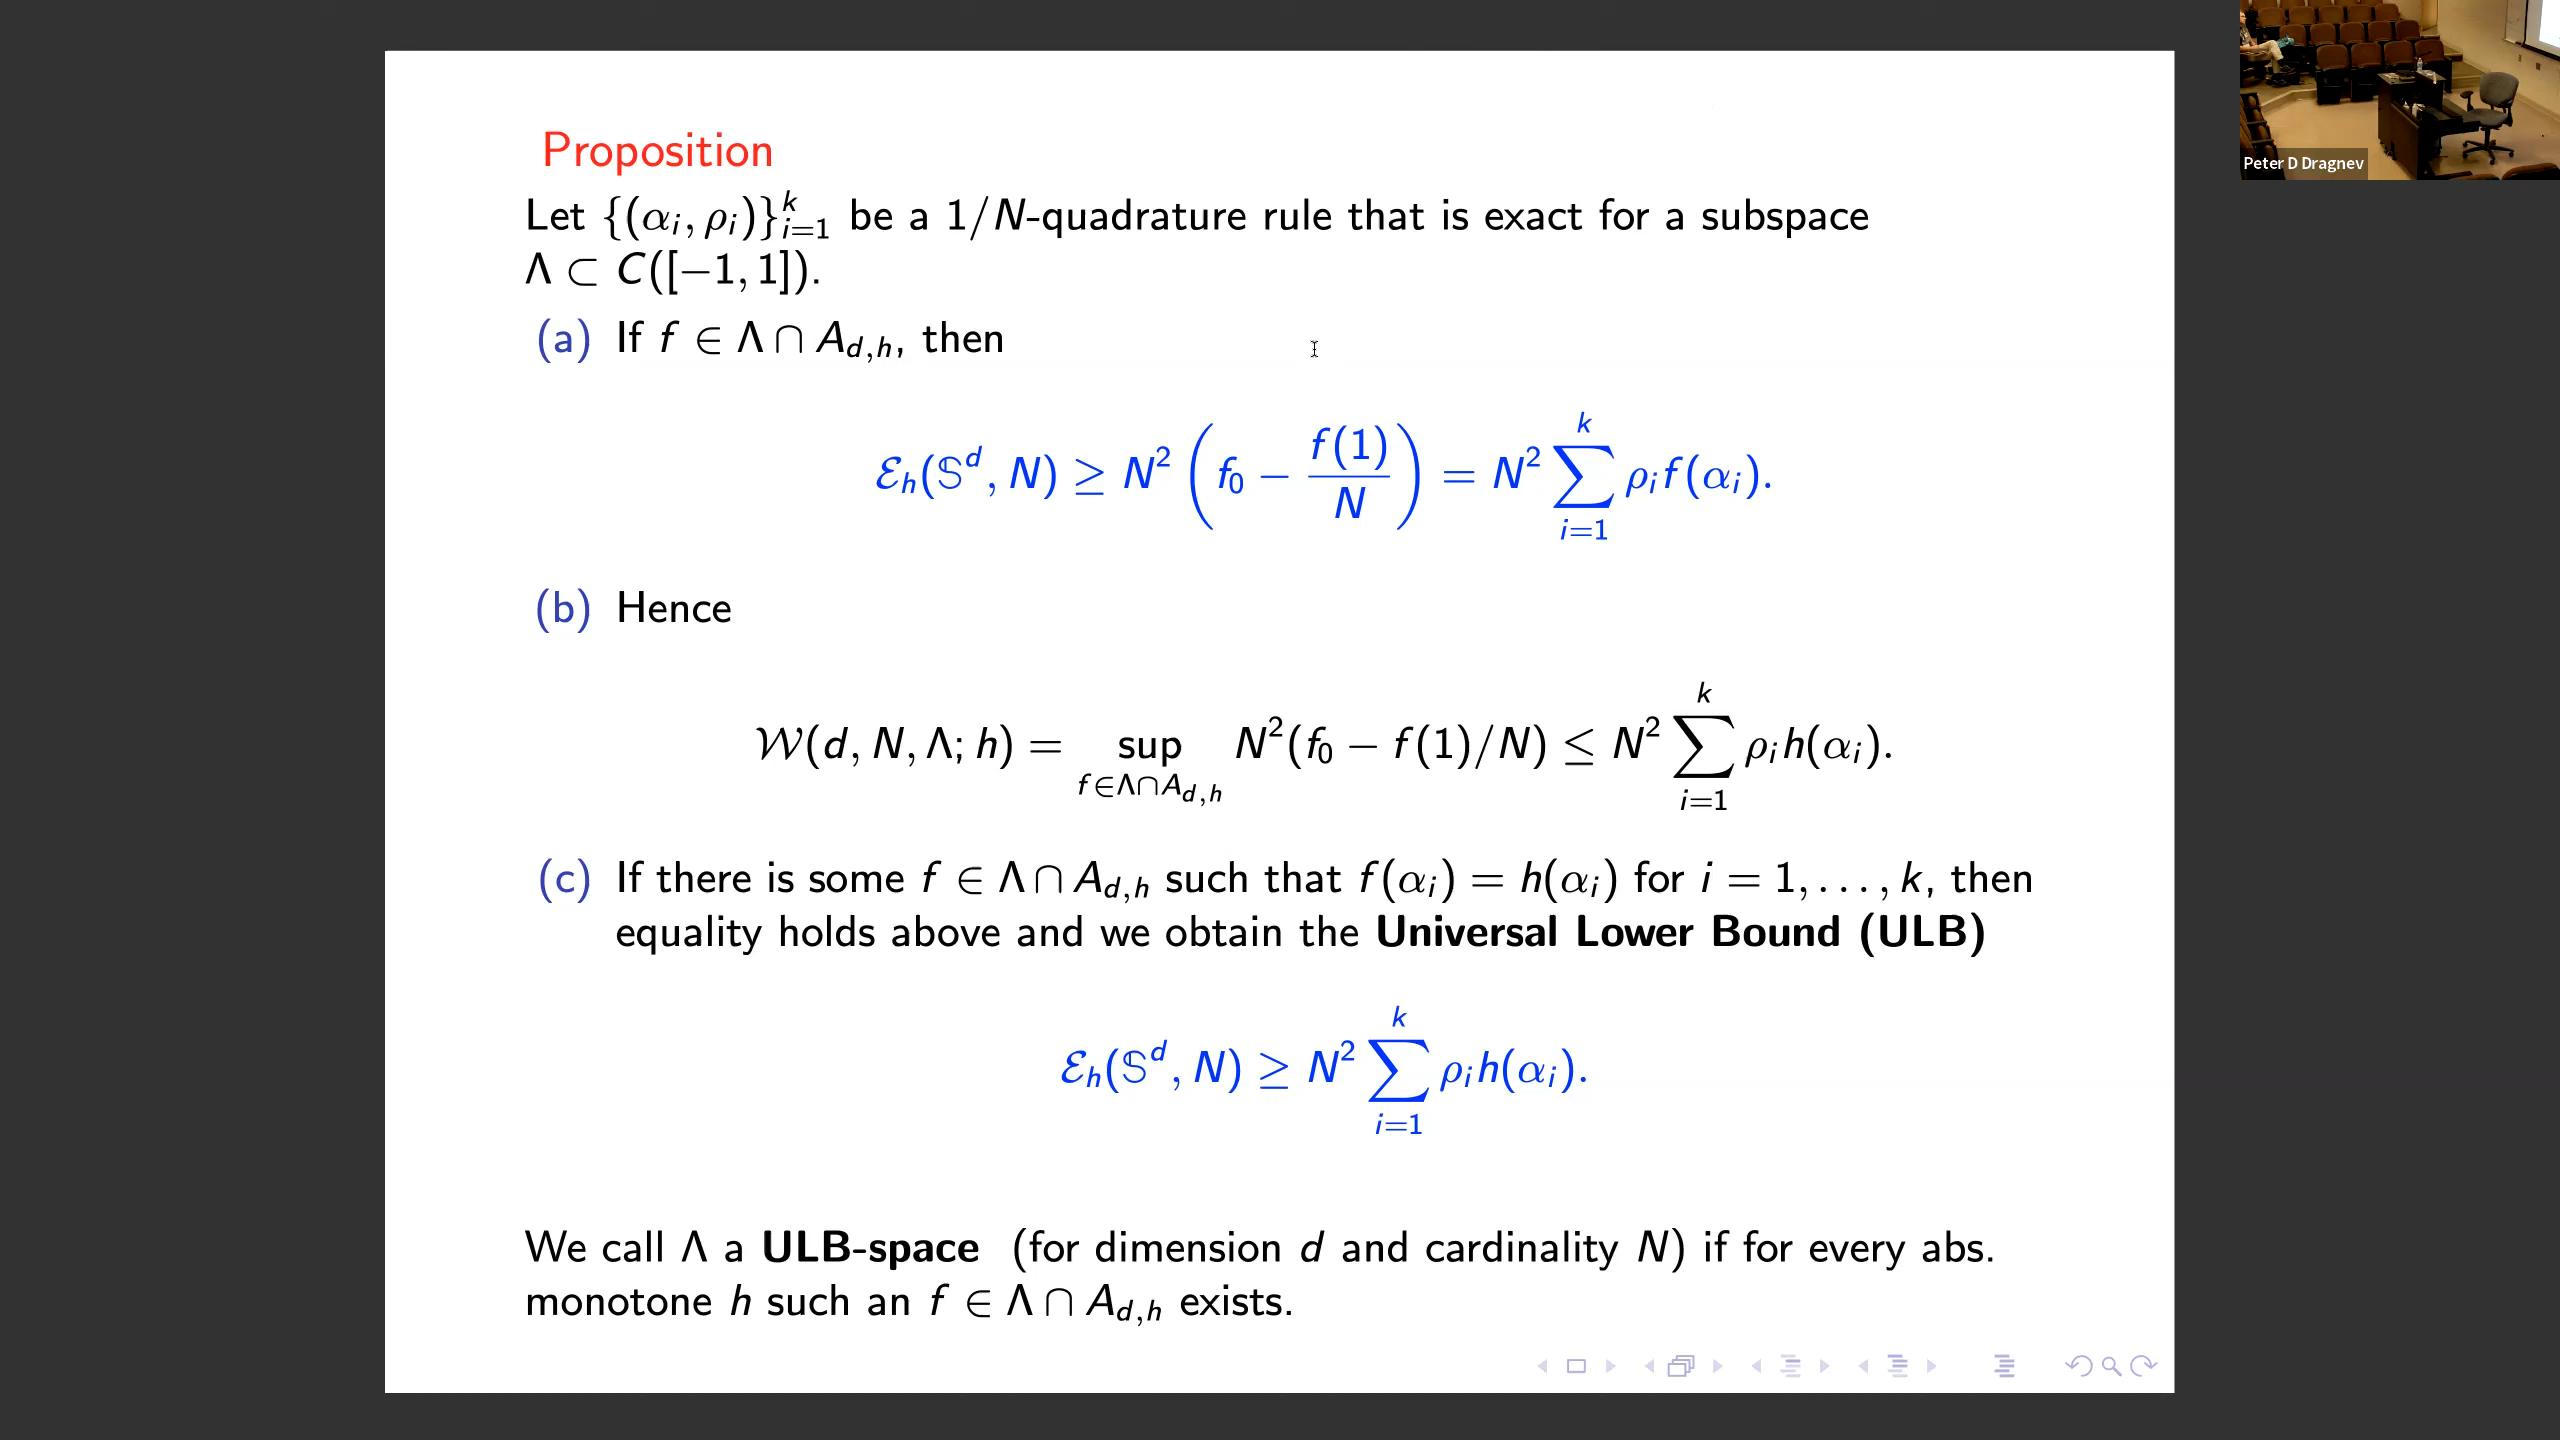 Proposition
Let {(αᵢ, ρᵢ)}ᵏᵢ₌₁ be a 1/N-quadrature rule that is exact for a subspace
Λ ⊂ C([−1, 1]).
(a) If f ∈ Λ ∩ A_{d,h}, then
ℰ_h(𝕊^d, N) ≥ N² ( f₀ − f(1)/N ) = N² ∑_{i=1}^{k} ρᵢ f(αᵢ).
(b) Hence
𝒲(d, N, Λ; h) = sup_{f∈Λ∩A_{d,h}} N²(f₀ − f(1)/N) ≤ N² ∑_{i=1}^{k} ρᵢ h(αᵢ).
(c) If there is some f ∈ Λ ∩ A_{d,h} such that f(αᵢ) = h(αᵢ) for i = 1, . . . , k, then
equality holds above and we obtain the Universal Lower Bound (ULB)
ℰ_h(𝕊^d, N) ≥ N² ∑_{i=1}^{k} ρᵢ h(αᵢ).
We call Λ a ULB-space (for dimension d and cardinality N) if for every abs.
monotone h such an f ∈ Λ ∩ A_{d,h} exists.
Peter D Dragnev